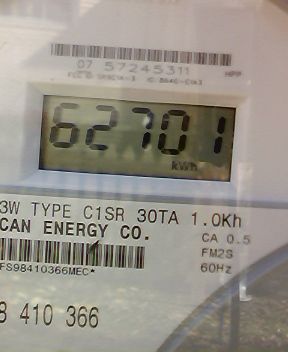 07 57245311 HPP
62701
kWh
3W TYPE C1SR 30TA 1.0Kh
CAN ENERGY CO. CA 0.5
FM2S
FS98410366MEC* 60Hz
8 410 366